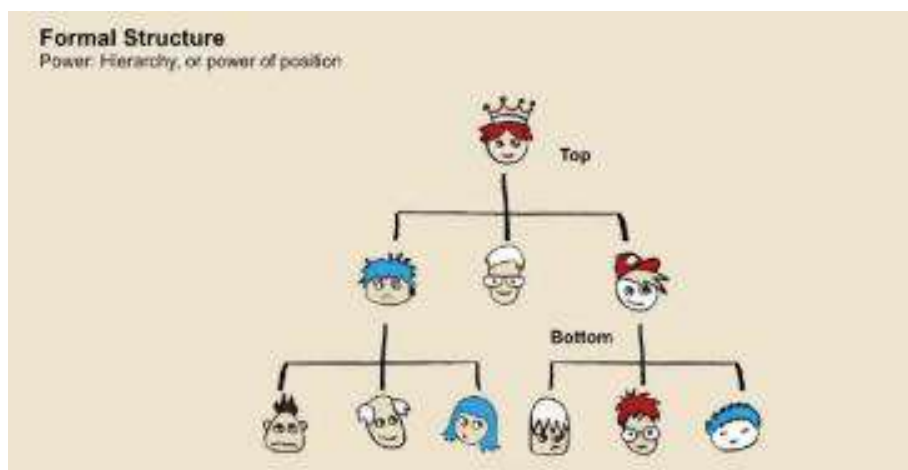 Formal Structure
Power: Hierarchy, or power of position
Top
Bottom